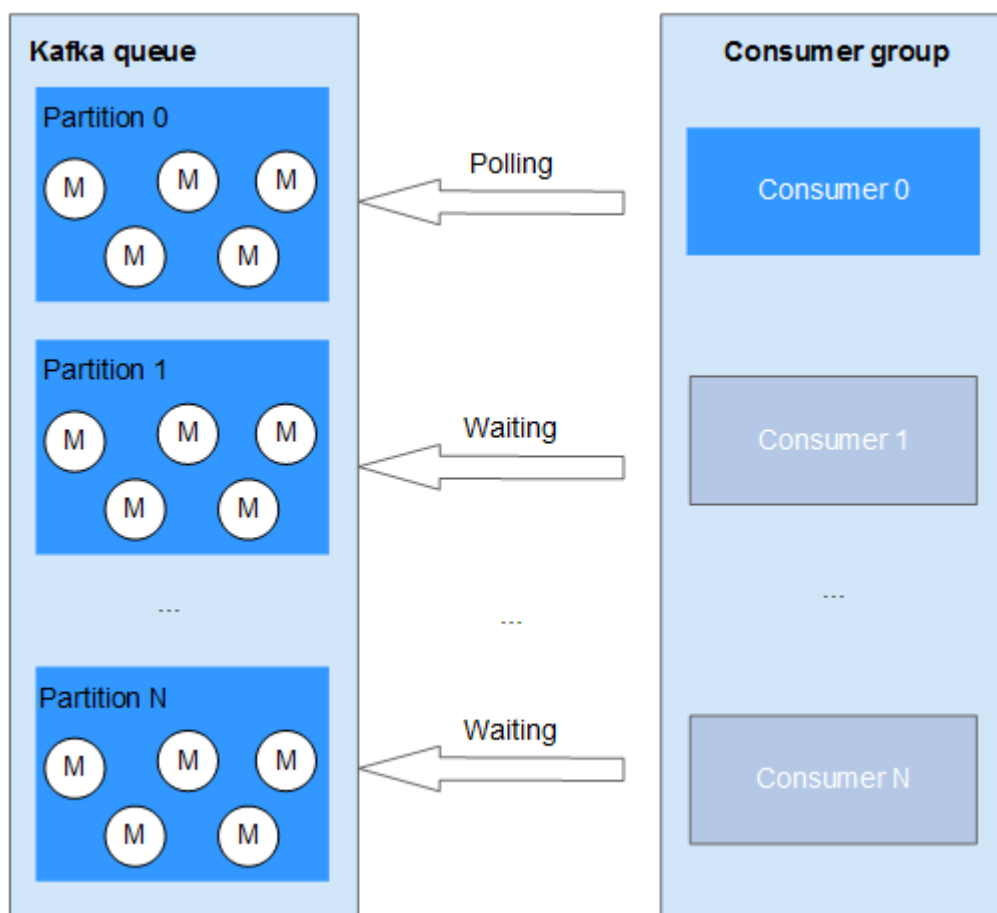 Kafka queue
Partition 0
M M M
M M
Partition 1
M M M
M M
...
Partition N
M M M
M M
Polling
Waiting
...
Waiting
Consumer group
Consumer 0
Consumer 1
...
Consumer N